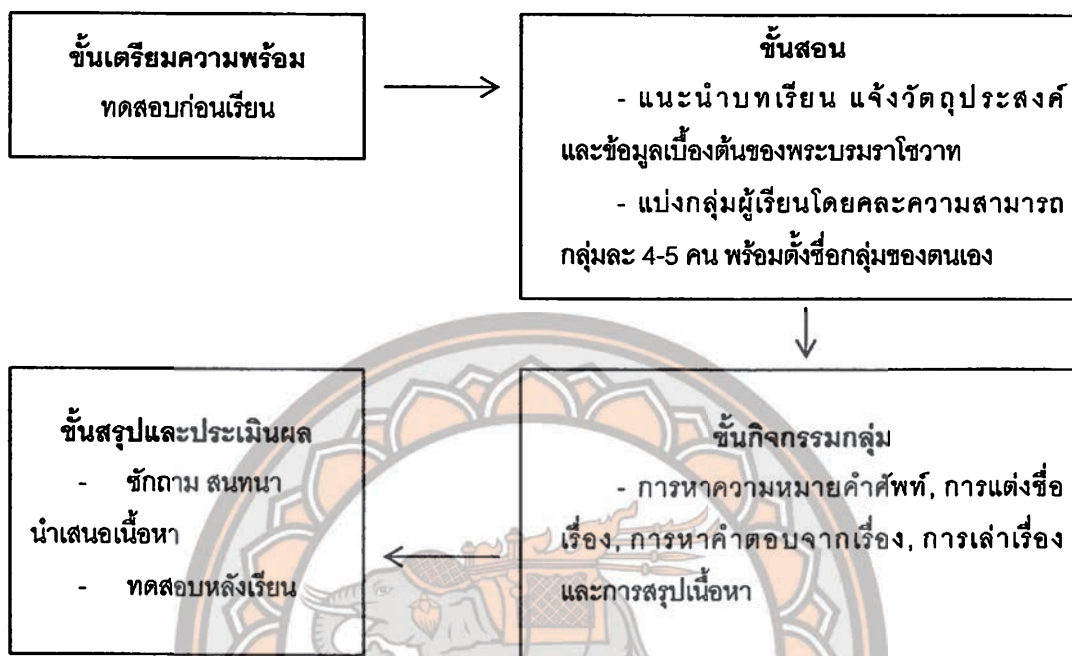 ขั้นเตรียมความพร้อม
ทดสอบก่อนเรียน
ขั้นสอน
- แนะนำบทเรียน แจ้งวัตถุประสงค์
และข้อมูลเบื้องต้นของพระบรมราโชวาท
- แบ่งกลุ่มผู้เรียนโดยคละความสามารถ
กลุ่มละ 4-5 คน พร้อมตั้งชื่อกลุ่มของตนเอง
ขั้นกิจกรรมกลุ่ม
- การหาความหมายคำศัพท์, การแต่งชื่อ
เรื่อง, การหาคำตอบจากเรื่อง, การเล่าเรื่อง
และการสรุปเนื้อหา
ขั้นสรุปและประเมินผล
- ซักถาม สนทนา
นำเสนอเนื้อหา
- ทดสอบหลังเรียน